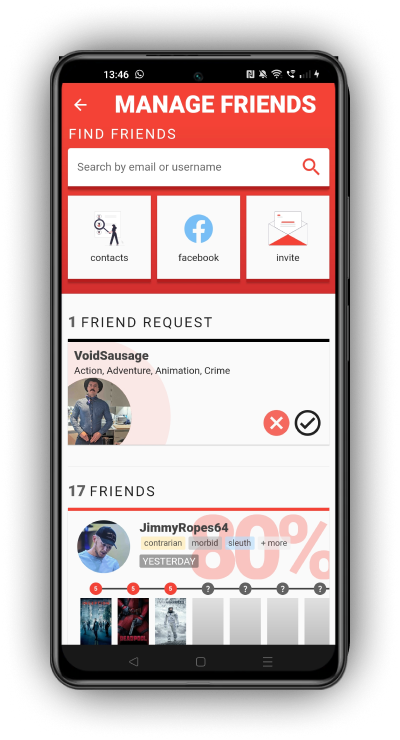 13:46
MANAGE FRIENDS
FIND FRIENDS
Search by email or username
contacts
facebook
invite
1 FRIEND REQUEST
VoidSausage
Action, Adventure, Animation, Crime
17 FRIENDS
80%
JimmyRopes64
contrarian morbid sleuth + more
YESTERDAY
5 5 5 ? ? ? ?
DEADPOOL